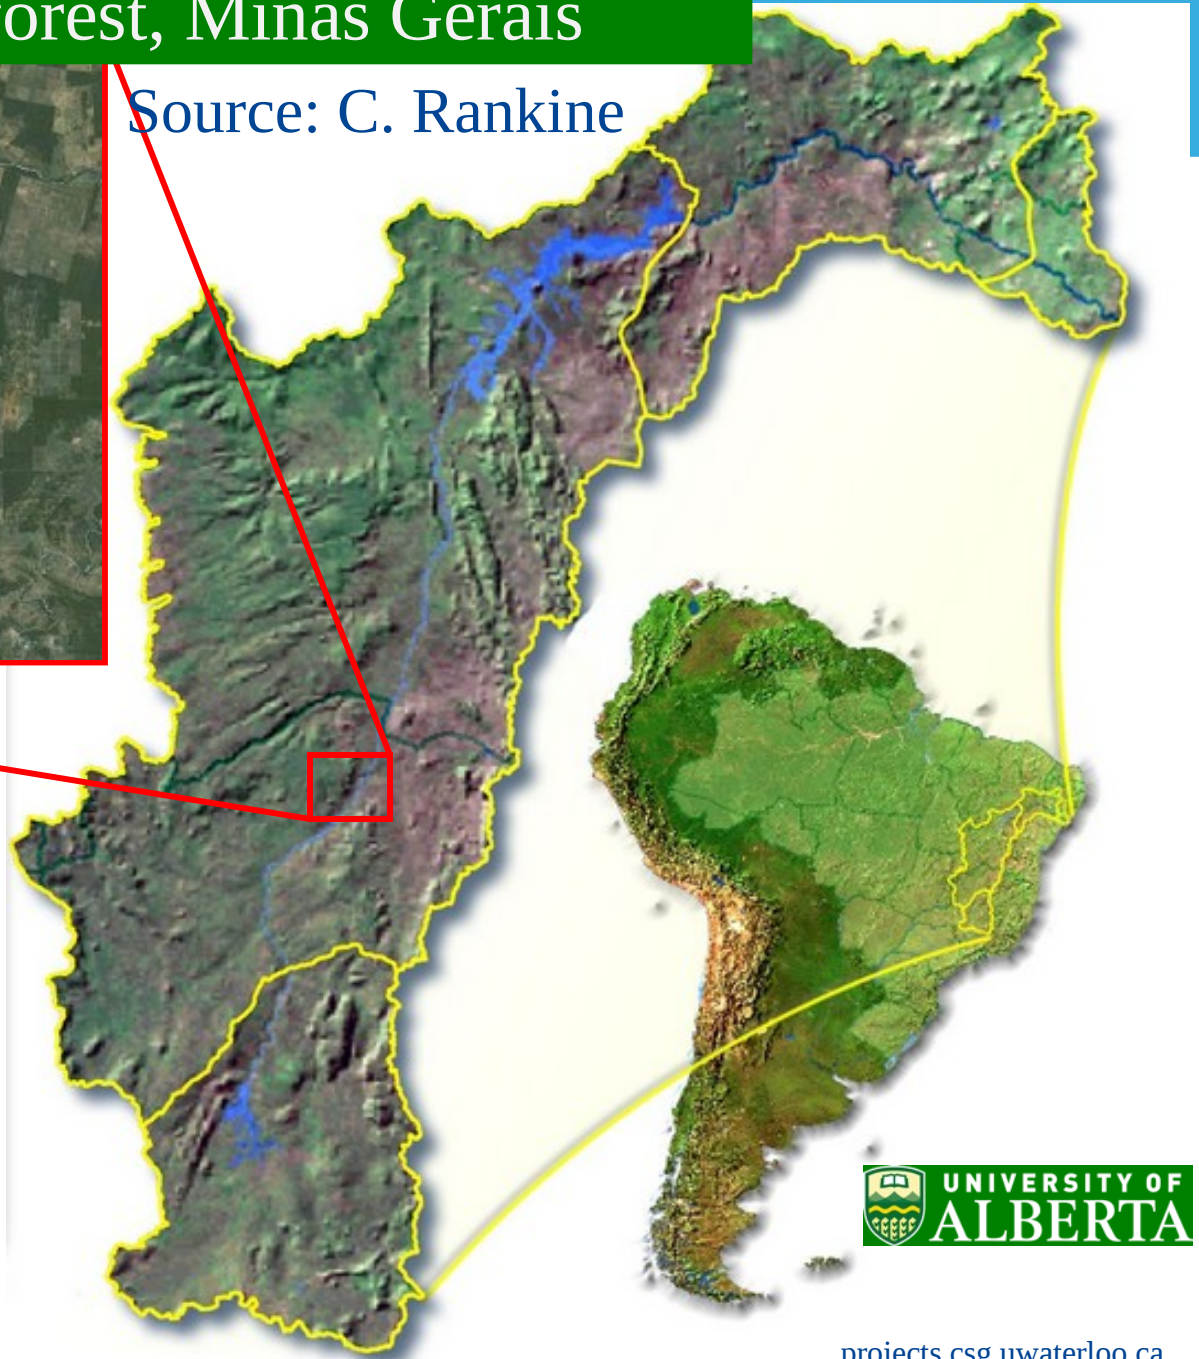 orest, Minas Gerais
Source: C. Rankine
UNIVERSITY OF
ALBERTA
projects.csg.uwaterloo.ca